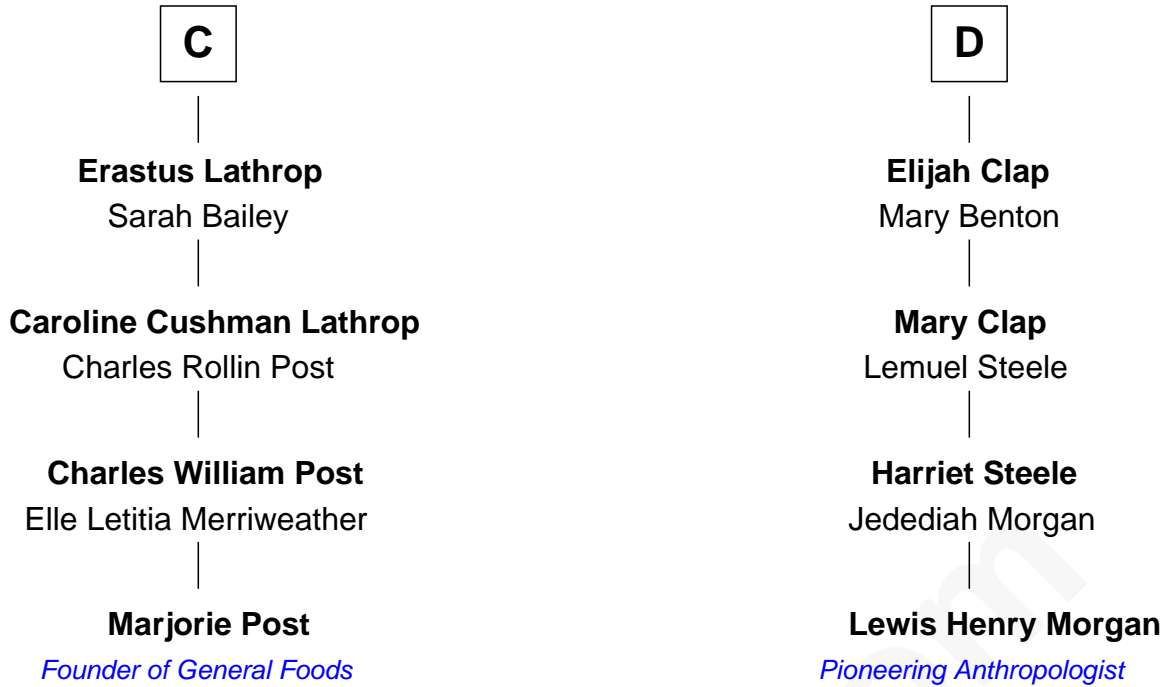 C
Erastus Lathrop
Sarah Bailey
Caroline Cushman Lathrop
Charles Rollin Post
Charles William Post
Elle Letitia Merriweather
Marjorie Post
Founder of General Foods
D
Elijah Clap
Mary Benton
Mary Clap
Lemuel Steele
Harriet Steele
Jedediah Morgan
Lewis Henry Morgan
Pioneering Anthropologist